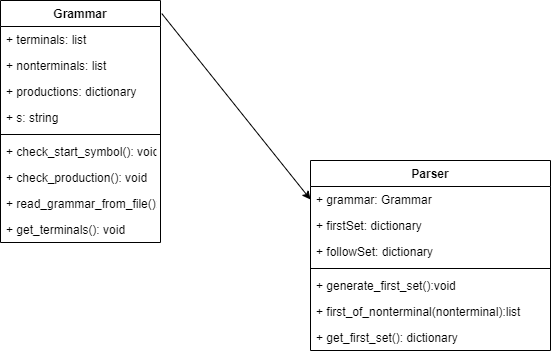 Grammar
+ terminals: list
+ nonterminals: list
+ productions: dictionary
+ s: string
+ check_start_symbol(): void
+ check_production(): void
+ read_grammar_from_file()
+ get_terminals(): void
Parser
+ grammar: Grammar
+ firstSet: dictionary
+ followSet: dictionary
+ generate_first_set():void
+ first_of_nonterminal(nonterminal):list
+ get_first_set(): dictionary